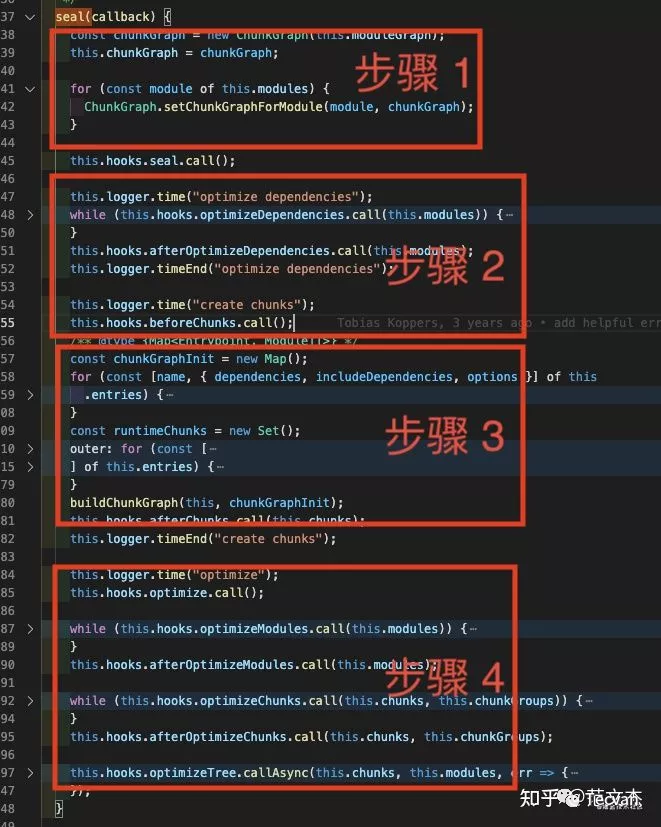 37 seal(callback) {
38 const chunkGraph = new ChunkGraph(this.moduleGraph);
39 this.chunkGraph = chunkGraph;
40
步骤 1
41 for (const module of this.modules) {
42 ChunkGraph.setChunkGraphForModule(module, chunkGraph);
43 }
44
45 this.hooks.seal.call();
46
47 this.logger.time("optimize dependencies");
48 while (this.hooks.optimizeDependencies.call(this.modules)) {…
50 }
51 this.hooks.afterOptimizeDependencies.call(this.modules);
步骤 2
52 this.logger.timeEnd("optimize dependencies");
53
54 this.logger.time("create chunks");
55 this.hooks.beforeChunks.call(); Tobias Koppers, 3 years ago • add helpful err
56 /** @type {Map<Entrypoint, Module[]>} */
57 const chunkGraphInit = new Map();
58 for (const [name, { dependencies, includeDependencies, options }] of this
59 .entries) {…
08 }
09 const runtimeChunks = new Set();
步骤 3
10 outer: for (const […
15 ] of this.entries) {…
79 }
80 buildChunkGraph(this, chunkGraphInit);
81 this.hooks.afterChunks.call(this.chunks);
82 this.logger.timeEnd("create chunks");
83
84 this.logger.time("optimize");
85 this.hooks.optimize.call();
86
87 while (this.hooks.optimizeModules.call(this.modules)) {…
89 }
90 this.hooks.afterOptimizeModules.call(this.modules);
步骤 4
91
92 while (this.hooks.optimizeChunks.call(this.chunks, this.chunkGroups)) {…
94 }
95 this.hooks.afterOptimizeChunks.call(this.chunks, this.chunkGroups);
96
97 this.hooks.optimizeTree.callAsync(this.chunks, this.modules, err => {…
47 });
48 }
知乎 @范文杰
Tecvan